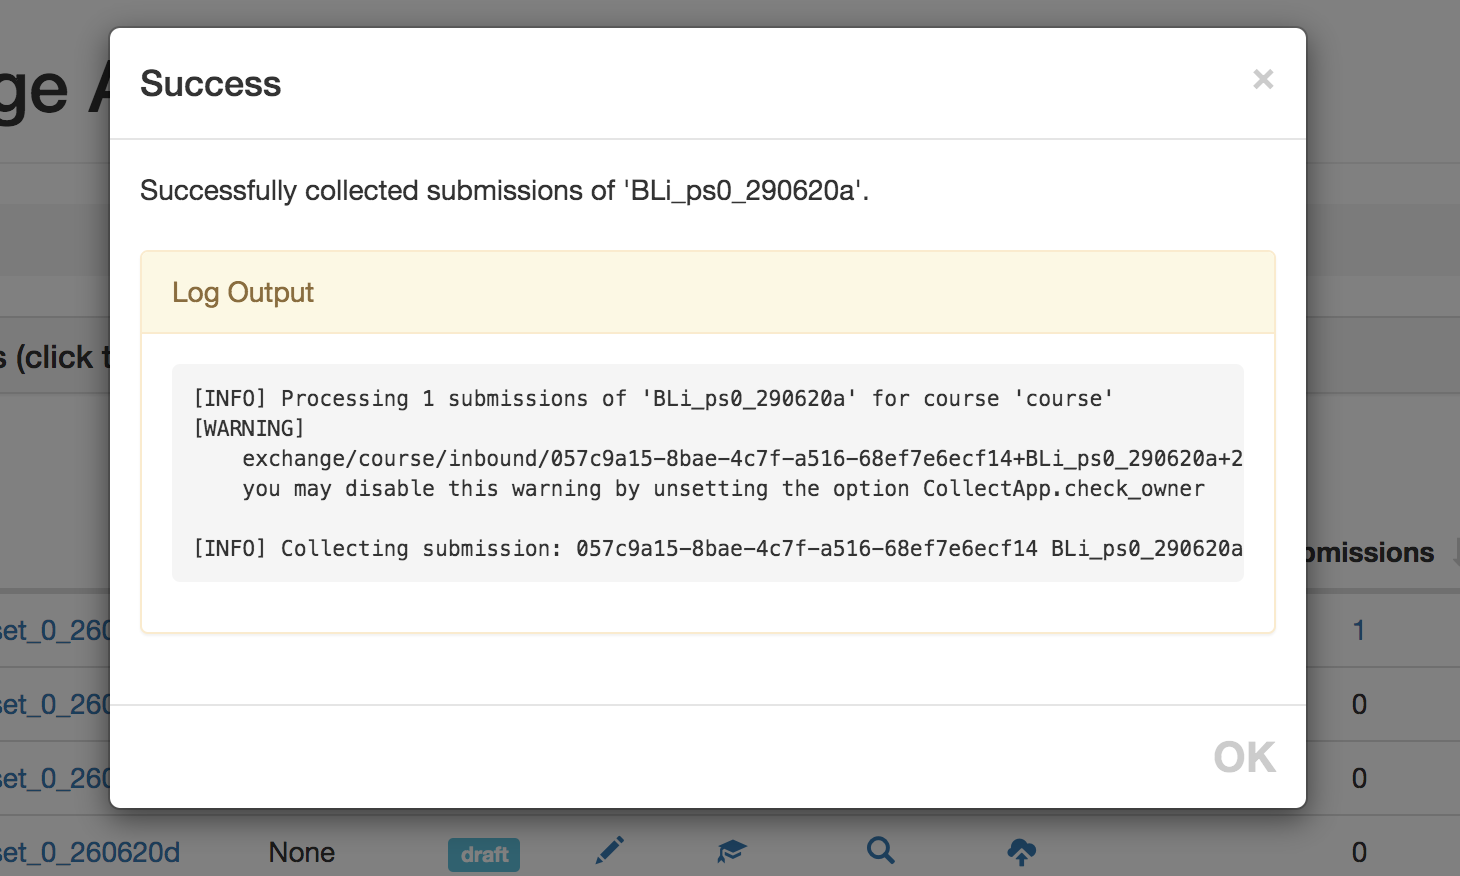 ge A
Success
×
Successfully collected submissions of 'BLi_ps0_290620a'.
Log Output
s (click t
[INFO] Processing 1 submissions of 'BLi_ps0_290620a' for course 'course'
[WARNING]
exchange/course/inbound/057c9a15-8bae-4c7f-a516-68ef7e6ecf14+BLi_ps0_290620a+2
you may disable this warning by unsetting the option CollectApp.check_owner
[INFO] Collecting submission: 057c9a15-8bae-4c7f-a516-68ef7e6ecf14 BLi_ps0_290620a
bmissions
set_0_260 1
set_0_260 0
OK
set_0_260 0
set_0_260620d None draft 0